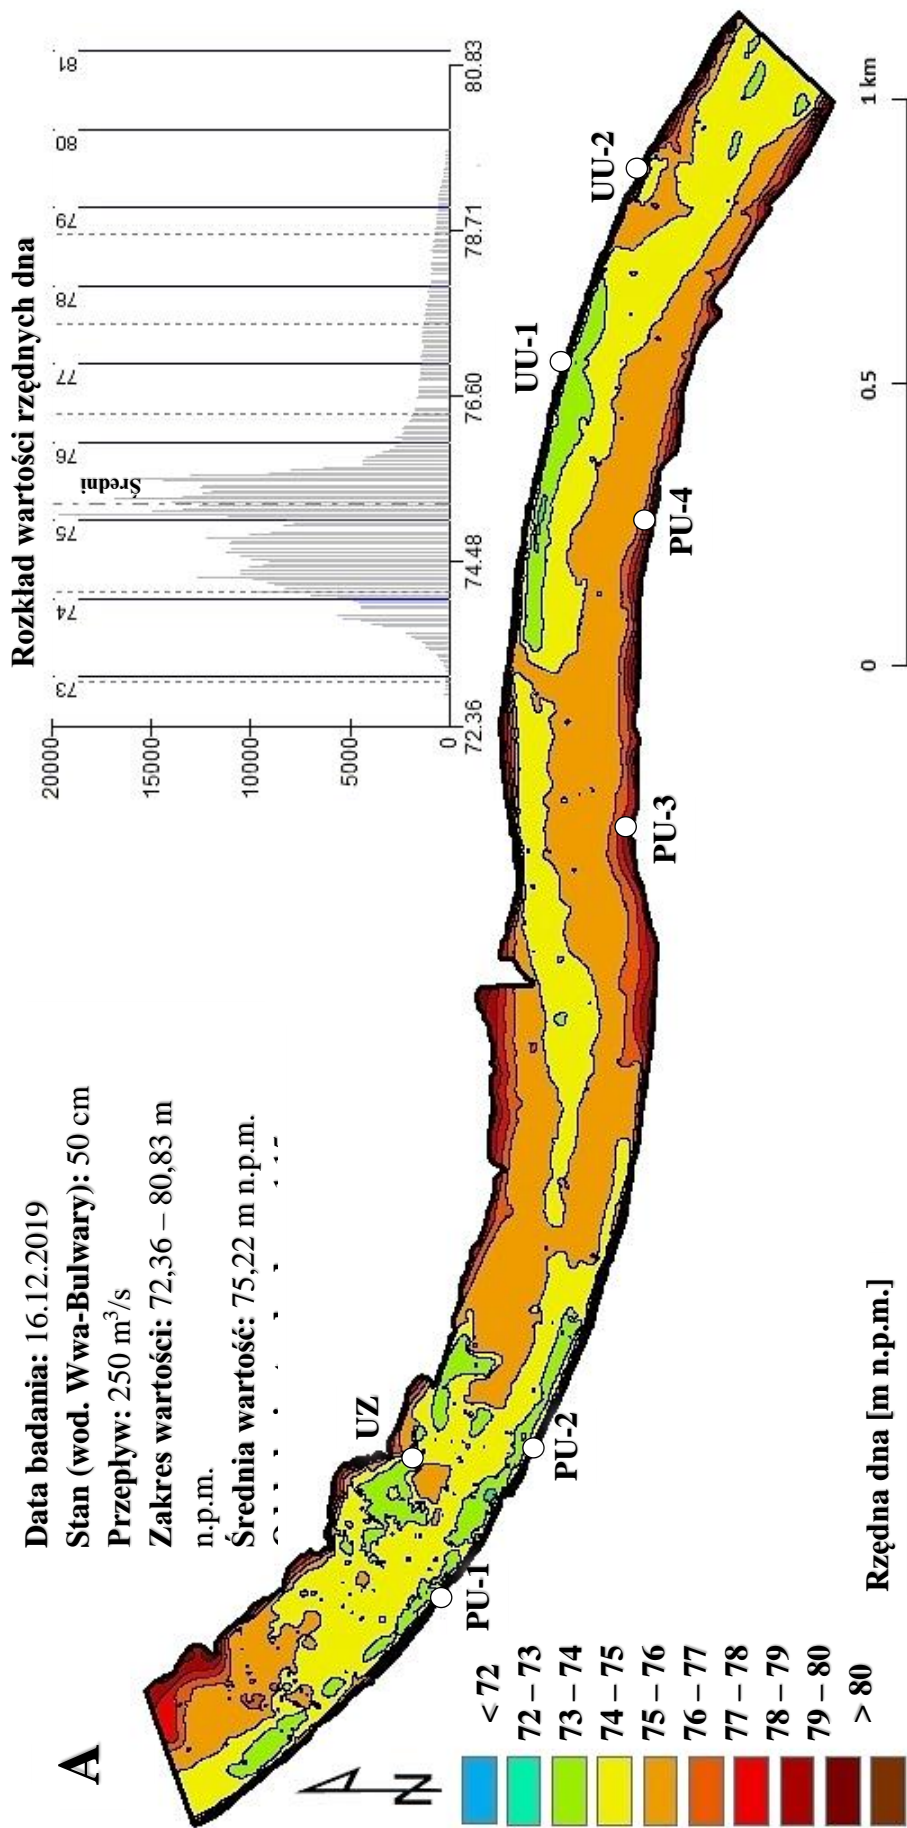 A
Data badania: 16.12.2019
Stan (wod. Wwa-Bulwary): 50 cm
Przepływ: 250 m³/s
Zakres wartości: 72,36 – 80,83 m
n.p.m.
Średnia wartość: 75,22 m n.p.m.
Rozkład wartości rzędnych dna
20000
15000
10000
5000
0
73
74
75
Średni
76
77
78
79
80
81
72.36
74.48
76.60
78.71
80.83
UZ
UU-1
UU-2
PU-1
PU-2
PU-3
PU-4
N
< 72
72 – 73
73 – 74
74 – 75
75 – 76
76 – 77
77 – 78
78 – 79
79 – 80
> 80
Rzędna dna [m n.p.m.]
0
0.5
1 km